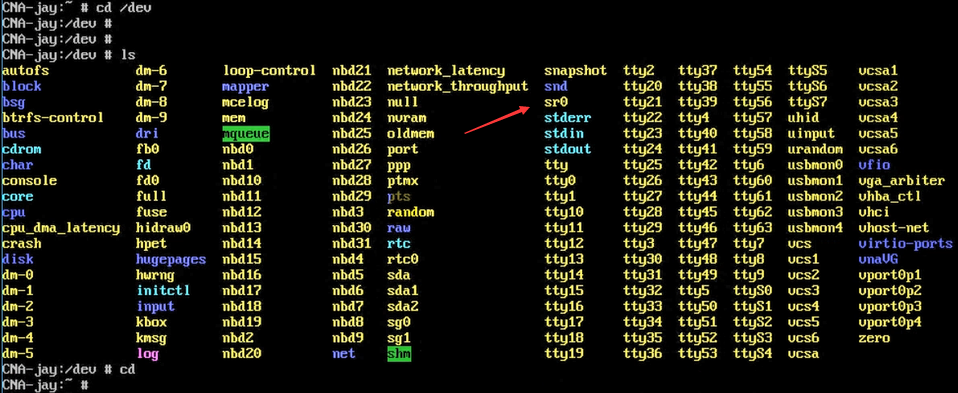 CNA-jay:~ # cd /dev
CNA-jay:/dev #
CNA-jay:/dev #
CNA-jay:/dev # ls
autofs dm-6 loop-control nbd21 network_latency snapshot tty2 tty37 tty54 ttyS5 vcsa1
block dm-7 mapper nbd22 network_throughput snd tty20 tty38 tty55 ttyS6 vcsa2
bsg dm-8 mcelog nbd23 null sr0 tty21 tty39 tty56 ttyS7 vcsa3
btrfs-control dm-9 mem nbd24 nvram stderr tty22 tty4 tty57 uhid vcsa4
bus dri mqueue nbd25 oldmem stdin tty23 tty40 tty58 uinput vcsa5
cdrom fb0 nbd0 nbd26 port stdout tty24 tty41 tty59 urandom vcsa6
char fd nbd1 nbd27 ppp tty tty25 tty42 tty6 usbmon0 vfio
console fd0 nbd10 nbd28 ptmx tty0 tty26 tty43 tty60 usbmon1 vga_arbiter
core full nbd11 nbd29 pts tty1 tty27 tty44 tty61 usbmon2 vhba_ctl
cpu fuse nbd12 nbd3 random tty10 tty28 tty45 tty62 usbmon3 vhci
cpu_dma_latency hidraw0 nbd13 nbd30 raw tty11 tty29 tty46 tty63 usbmon4 vhost-net
crash hpet nbd14 nbd31 rtc tty12 tty3 tty47 tty7 vcs virtio-ports
disk hugepages nbd15 nbd4 rtc0 tty13 tty30 tty48 tty8 vcs1 vnaVG
dm-0 hwrng nbd16 nbd5 sda tty14 tty31 tty49 tty9 vcs2 vport0p1
dm-1 initctl nbd17 nbd6 sda1 tty15 tty32 tty5 ttyS0 vcs3 vport0p2
dm-2 input nbd18 nbd7 sda2 tty16 tty33 tty50 ttyS1 vcs4 vport0p3
dm-3 kbox nbd19 nbd8 sg0 tty17 tty34 tty51 ttyS2 vcs5 vport0p4
dm-4 kmsg nbd2 nbd9 sg1 tty18 tty35 tty52 ttyS3 vcs6 zero
dm-5 log nbd20 net shm tty19 tty36 tty53 ttyS4 vcsa
CNA-jay:/dev # cd
CNA-jay:~ #